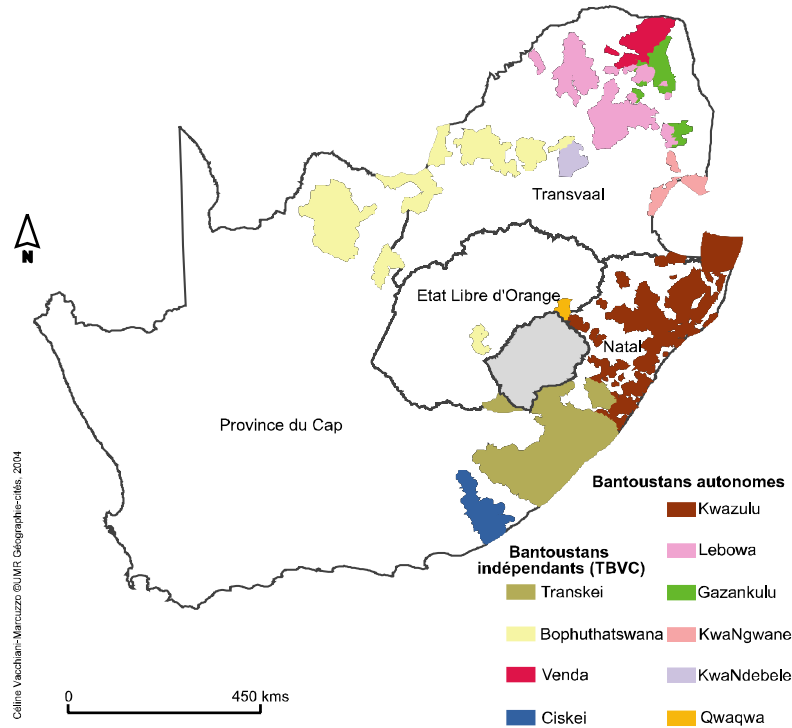 Transvaal
N
Etat Libre d'Orange
Natal
Province du Cap
Céline Vacchiani-Marcuzzo ©UMR Géographie-cités, 2004
Bantoustans autonomes
Kwazulu
Lebowa
Gazankulu
KwaNgwane
KwaNdebele
Qwaqwa
Bantoustans
indépendants (TBVC)
Transkei
Bophuthatswana
Venda
Ciskei
0 450 kms